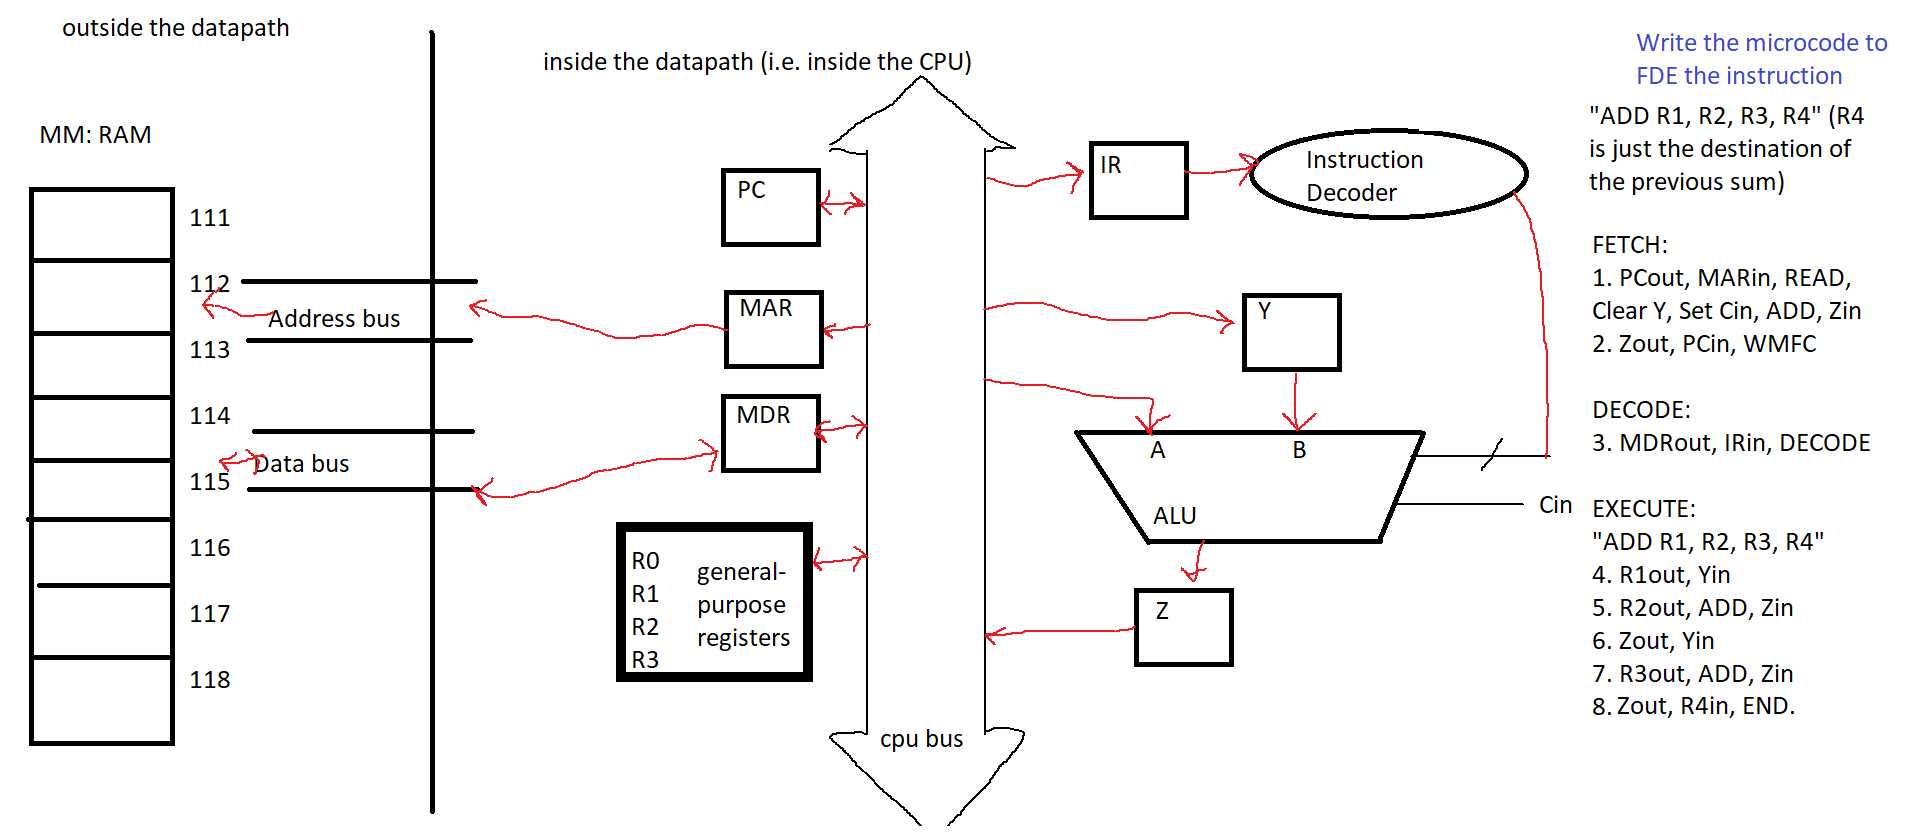 outside the datapath
MM: RAM
111
112
113
114
115
116
117
118
Address bus
Data bus
inside the datapath (i.e. inside the CPU)
PC
MAR
MDR
R0
R1
R2
R3
general-
purpose
registers
cpu bus
IR
Instruction
Decoder
Y
A
B
ALU
Cin
Z
Write the microcode to
FDE the instruction
"ADD R1, R2, R3, R4" (R4
is just the destination of
the previous sum)
FETCH:
1. PCout, MARin, READ,
Clear Y, Set Cin, ADD, Zin
2. Zout, PCin, WMFC
DECODE:
3. MDRout, IRin, DECODE
EXECUTE:
"ADD R1, R2, R3, R4"
4. R1out, Yin
5. R2out, ADD, Zin
6. Zout, Yin
7. R3out, ADD, Zin
8. Zout, R4in, END.